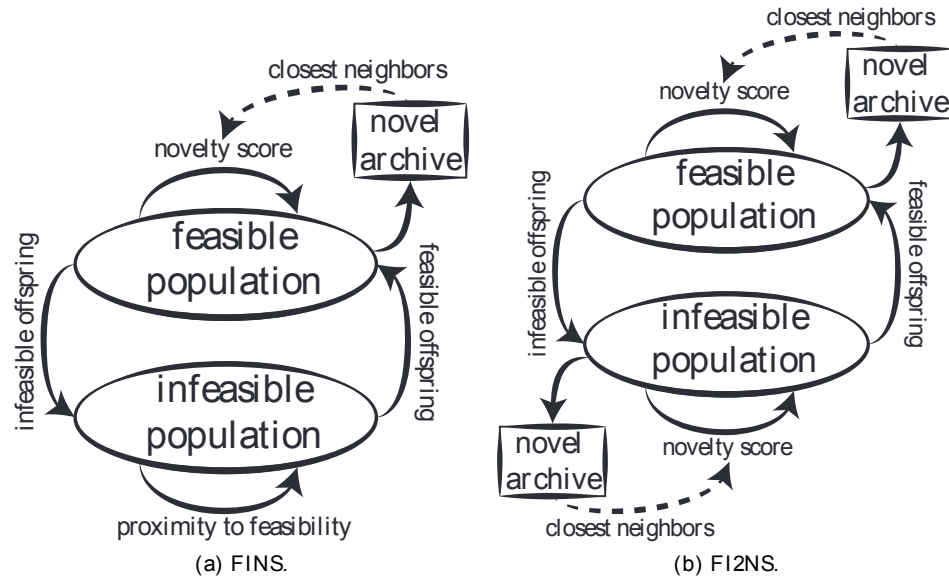 closest neighbors
novel
archive
novelty score
feasible
population
infeasible offspring
feasible offspring
infeasible
population
proximity to feasibility
(a) FINS.
closest neighbors
novel
archive
novelty score
feasible
population
infeasible offspring
feasible offspring
infeasible
population
novel
archive
novelty score
closest neighbors
(b) FI2NS.